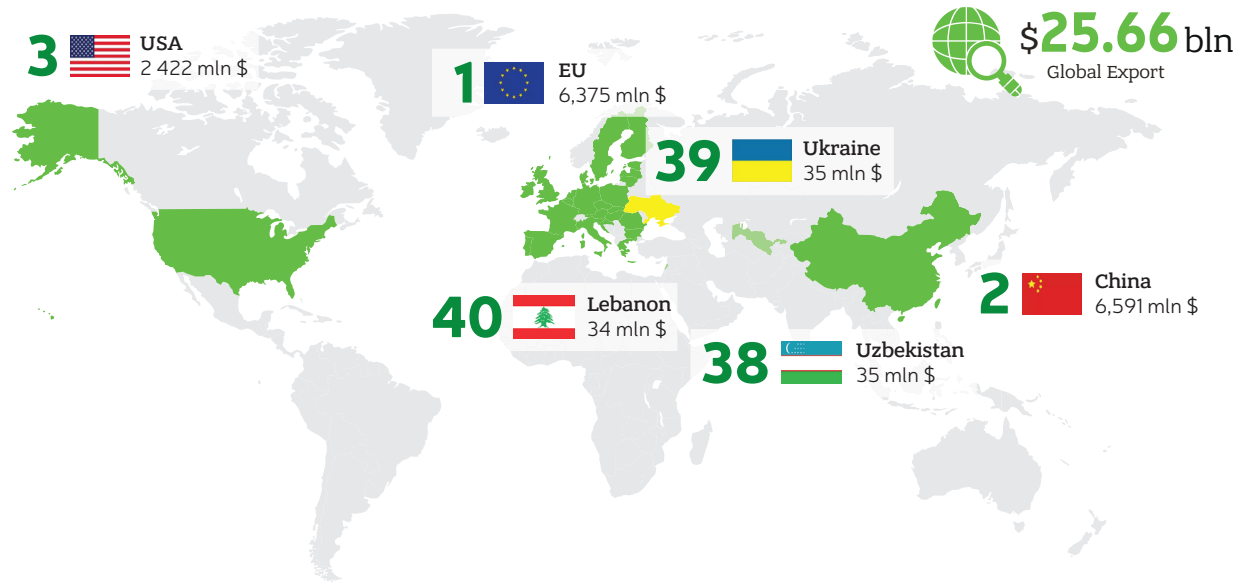 3
USA
2 422 mln $
1
EU
6,375 mln $
$25.66 bln
Global Export
39
Ukraine
35 mln $
2
China
6,591 mln $
40
Lebanon
34 mln $
38
Uzbekistan
35 mln $